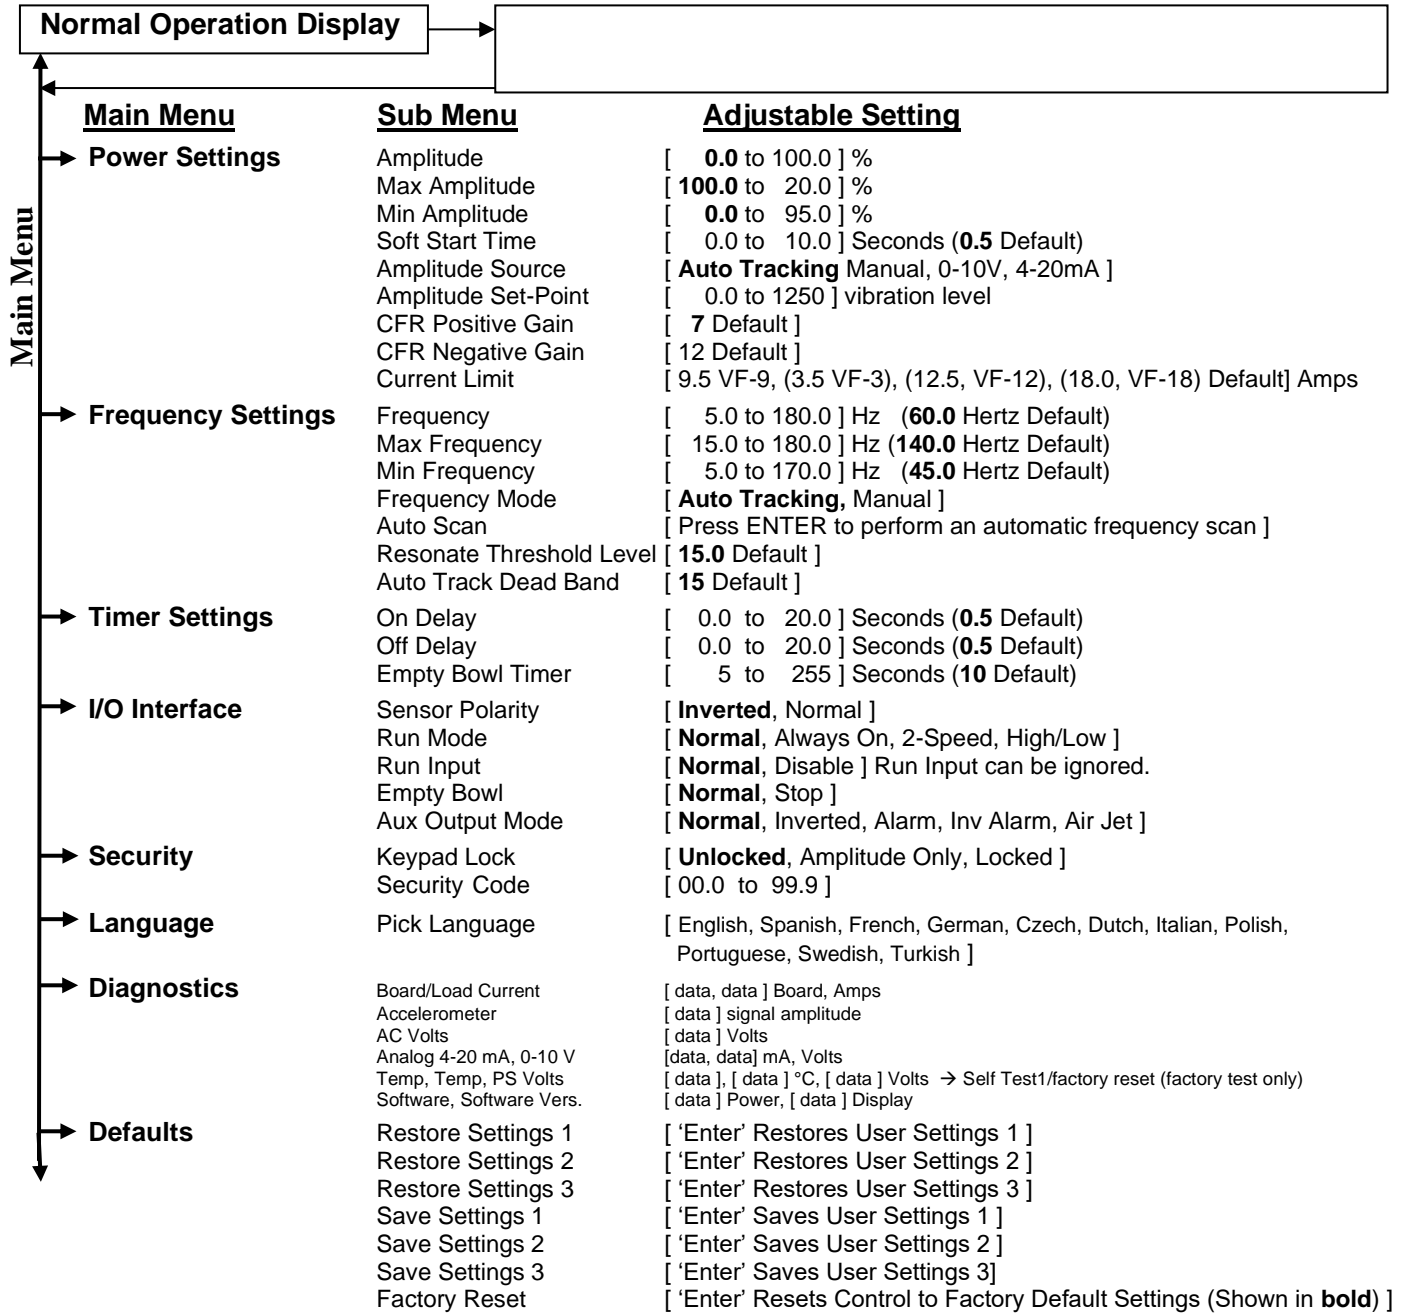 Normal Operation Display
Main Menu Sub Menu Adjustable Setting
Main Menu
Power Settings Amplitude [ 0.0 to 100.0 ] %
Max Amplitude [ 100.0 to 20.0 ] %
Min Amplitude [ 0.0 to 95.0 ] %
Soft Start Time [ 0.0 to 10.0 ] Seconds (0.5 Default)
Amplitude Source [ Auto Tracking Manual, 0-10V, 4-20mA ]
Amplitude Set-Point [ 0.0 to 1250 ] vibration level
CFR Positive Gain [ 7 Default ]
CFR Negative Gain [ 12 Default ]
Current Limit [ 9.5 VF-9, (3.5 VF-3), (12.5, VF-12), (18.0, VF-18) Default] Amps
Frequency Settings Frequency [ 5.0 to 180.0 ] Hz (60.0 Hertz Default)
Max Frequency [ 15.0 to 180.0 ] Hz (140.0 Hertz Default)
Min Frequency [ 5.0 to 170.0 ] Hz (45.0 Hertz Default)
Frequency Mode [ Auto Tracking, Manual ]
Auto Scan [ Press ENTER to perform an automatic frequency scan ]
Resonate Threshold Level [ 15.0 Default ]
Auto Track Dead Band [ 15 Default ]
Timer Settings On Delay [ 0.0 to 20.0 ] Seconds (0.5 Default)
Off Delay [ 0.0 to 20.0 ] Seconds (0.5 Default)
Empty Bowl Timer [ 5 to 255 ] Seconds (10 Default)
I/O Interface Sensor Polarity [ Inverted, Normal ]
Run Mode [ Normal, Always On, 2-Speed, High/Low ]
Run Input [ Normal, Disable ] Run Input can be ignored.
Empty Bowl [ Normal, Stop ]
Aux Output Mode [ Normal, Inverted, Alarm, Inv Alarm, Air Jet ]
Security Keypad Lock [ Unlocked, Amplitude Only, Locked ]
Security Code [ 00.0 to 99.9 ]
Language Pick Language [ English, Spanish, French, German, Czech, Dutch, Italian, Polish,
Portuguese, Swedish, Turkish ]
Diagnostics Board/Load Current [ data, data ] Board, Amps
Accelerometer [ data ] signal amplitude
AC Volts [ data ] Volts
Analog 4-20 mA, 0-10 V [data, data] mA, Volts
Temp, Temp, PS Volts [ data ], [ data ] °C, [ data ] Volts → Self Test1/factory reset (factory test only)
Software, Software Vers. [ data ] Power, [ data ] Display
Defaults Restore Settings 1 [ ‘Enter’ Restores User Settings 1 ]
Restore Settings 2 [ ‘Enter’ Restores User Settings 2 ]
Restore Settings 3 [ ‘Enter’ Restores User Settings 3 ]
Save Settings 1 [ ‘Enter’ Saves User Settings 1 ]
Save Settings 2 [ ‘Enter’ Saves User Settings 2 ]
Save Settings 3 [ ‘Enter’ Saves User Settings 3]
Factory Reset [ ‘Enter’ Resets Control to Factory Default Settings (Shown in bold) ]